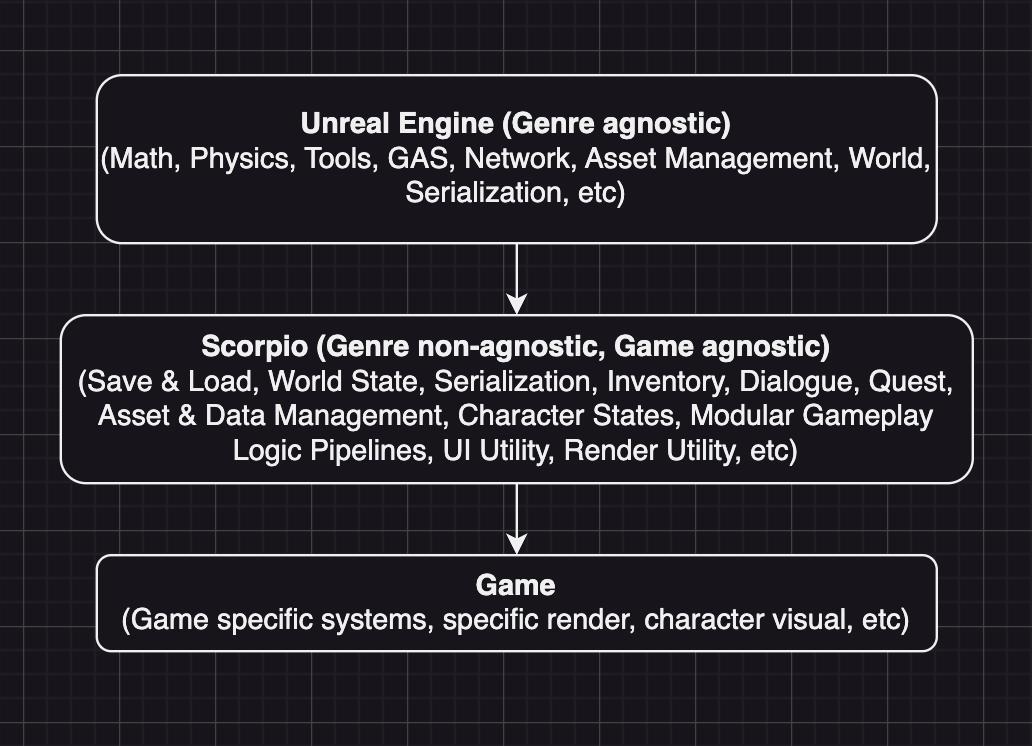 Unreal Engine (Genre agnostic)
(Math, Physics, Tools, GAS, Network, Asset Management, World,
Serialization, etc)
Scorpio (Genre non-agnostic, Game agnostic)
(Save & Load, World State, Serialization, Inventory, Dialogue, Quest,
Asset & Data Management, Character States, Modular Gameplay
Logic Pipelines, UI Utility, Render Utility, etc)
Game
(Game specific systems, specific render, character visual, etc)